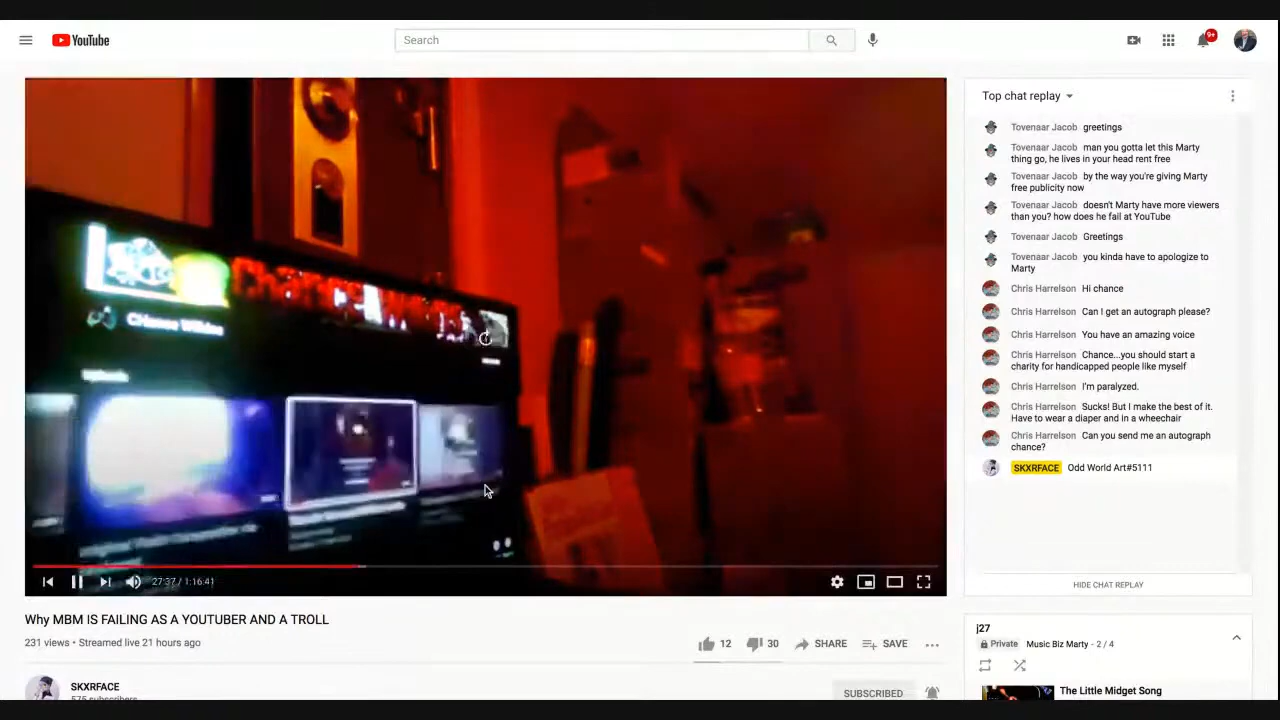 YouTube
Search
9+
Top chat replay
Tovenaar Jacob greetings
Tovenaar Jacob man you gotta let this Marty
thing go, he lives in your head rent free
Tovenaar Jacob by the way you're giving Marty
free publicity now
Tovenaar Jacob doesn't Marty have more viewers
than you? how does he fail at YouTube
Tovenaar Jacob Greetings
Tovenaar Jacob you kinda have to apologize to
Marty
Chris Harrelson Hi chance
Chris Harrelson Can I get an autograph please?
Chris Harrelson You have an amazing voice
Chris Harrelson Chance...you should start a
charity for handicapped people like myself
Chris Harrelson I'm paralyzed.
Chris Harrelson Sucks! But I make the best of it.
Have to wear a diaper and in a wheechair
Chris Harrelson Can you send me an autograph
chance?
SKXRFACE Odd World Art#5111
HIDE CHAT REPLAY
27:37 / 1:16:41
Why MBM IS FAILING AS A YOUTUBER AND A TROLL
231 views • Streamed live 21 hours ago
12
30
SHARE
SAVE
SKXRFACE
575 subscribers
SUBSCRIBED
j27
Private Music Biz Marty - 2 / 4
The Little Midget Song